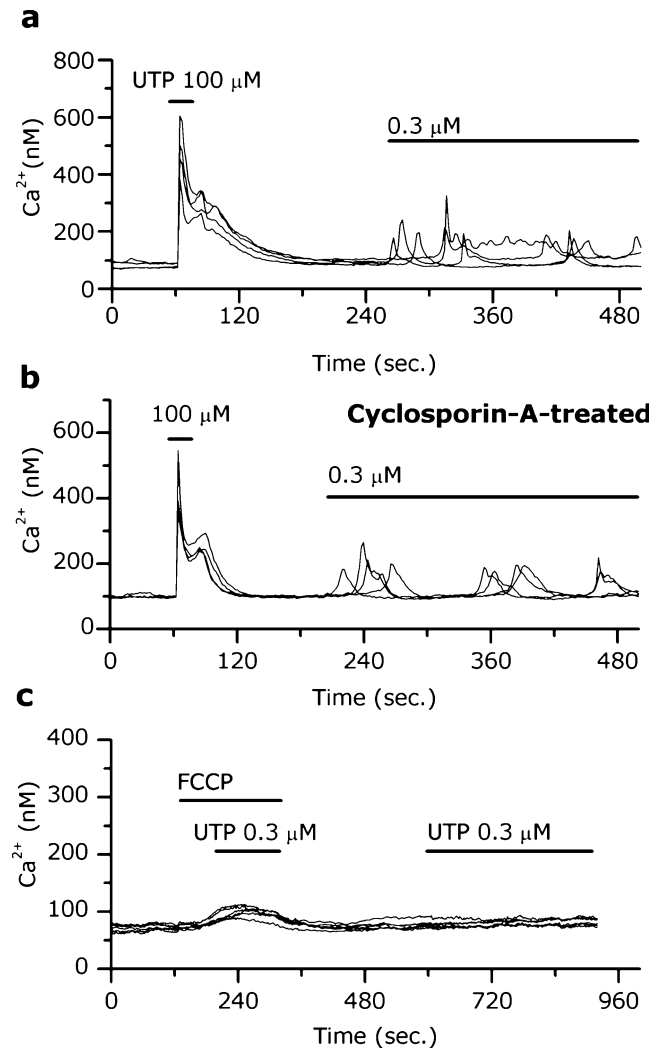 a
800
UTP 100 μM
600
0.3 μM
Ca2+(nM)
400
200
0
0 120 240 360 480
Time (sec.)
b
100 μM
Cyclosporin-A-treated
600
0.3 μM
Ca2+ (nM)
400
200
0
0 120 240 360 480
Time (sec.)
c
400
FCCP
300
UTP 0.3 μM UTP 0.3 μM
Ca2+ (nM)
200
100
0
0 240 480 720 960
Time (sec.)